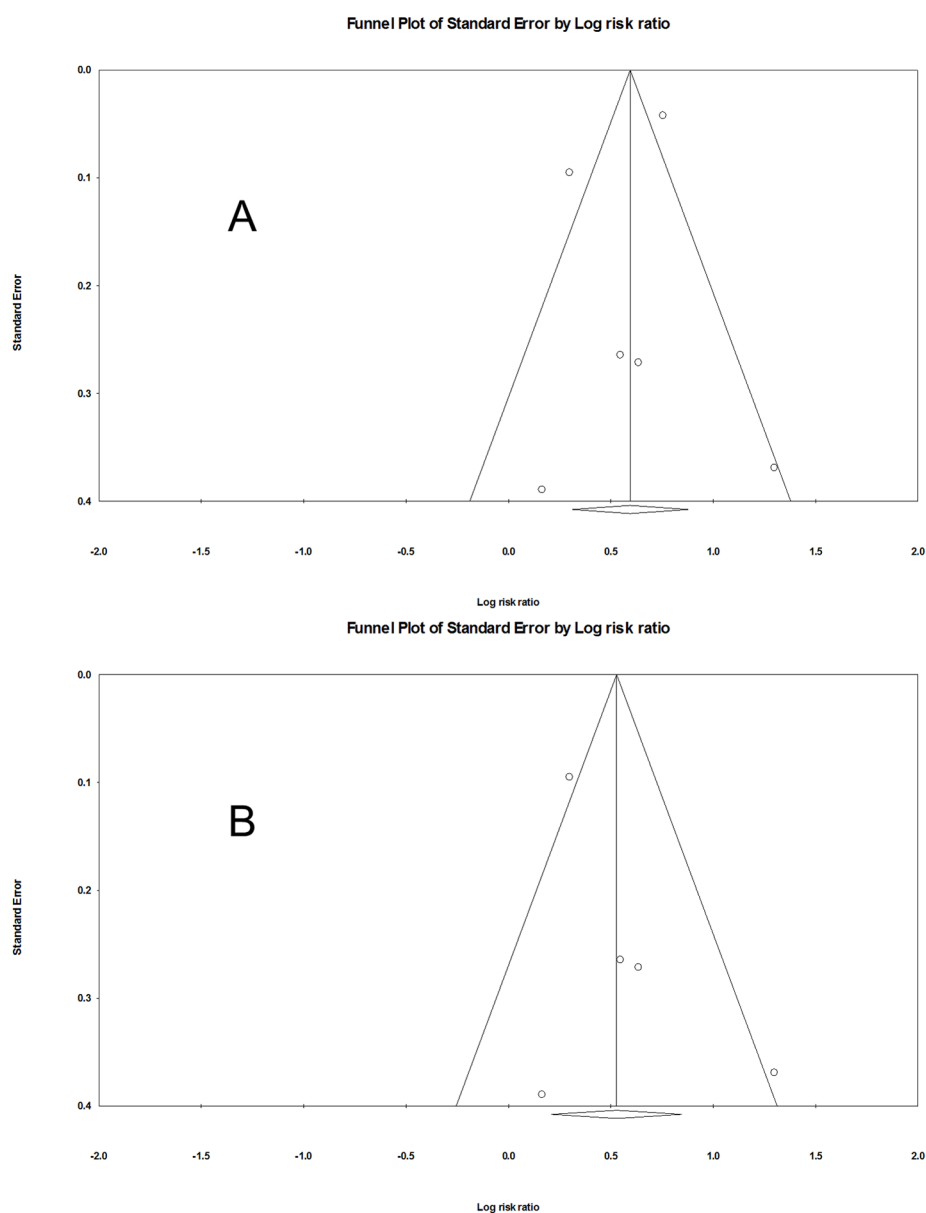 Funnel Plot of Standard Error by Log risk ratio
0.0
0.1
A
0.2
Standard Error
0.3
0.4
-2.0 -1.5 -1.0 -0.5 0.0 0.5 1.0 1.5 2.0
Log risk ratio
Funnel Plot of Standard Error by Log risk ratio
0.0
0.1
B
0.2
Standard Error
0.3
0.4
-2.0 -1.5 -1.0 -0.5 0.0 0.5 1.0 1.5 2.0
Log risk ratio